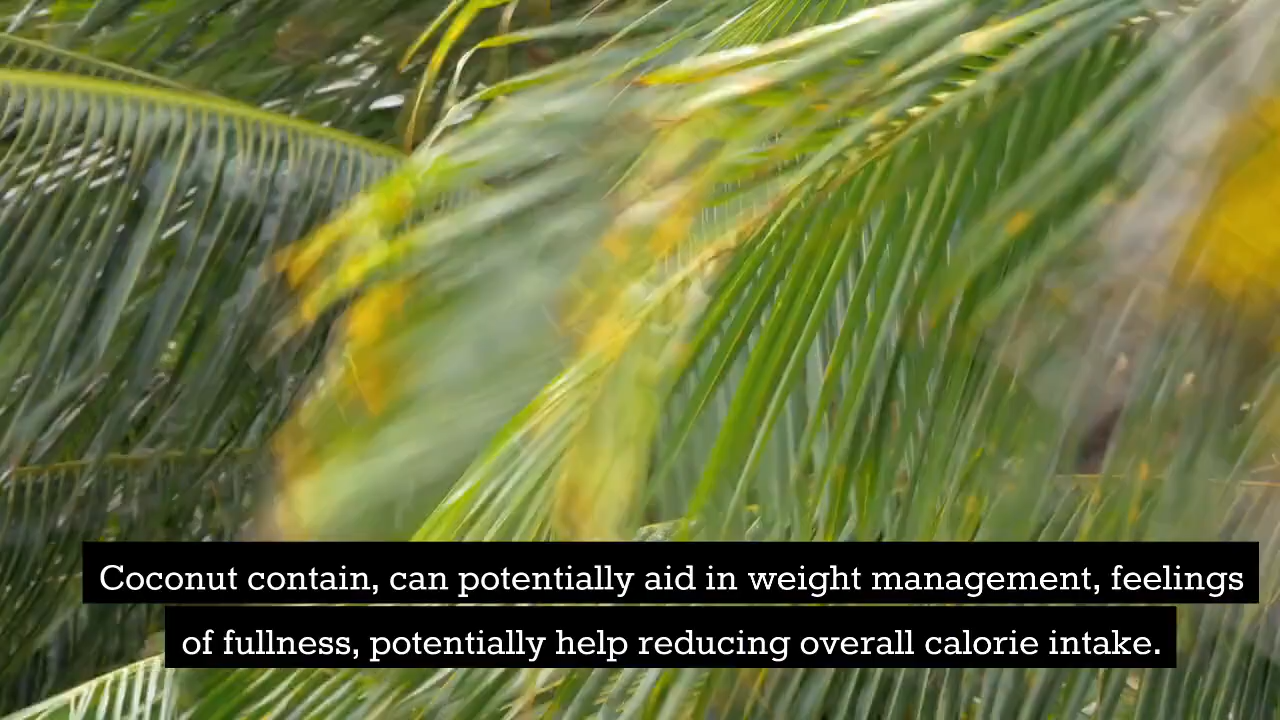 Coconut contain, can potentially aid in weight management, feelings
of fullness, potentially help reducing overall calorie intake.